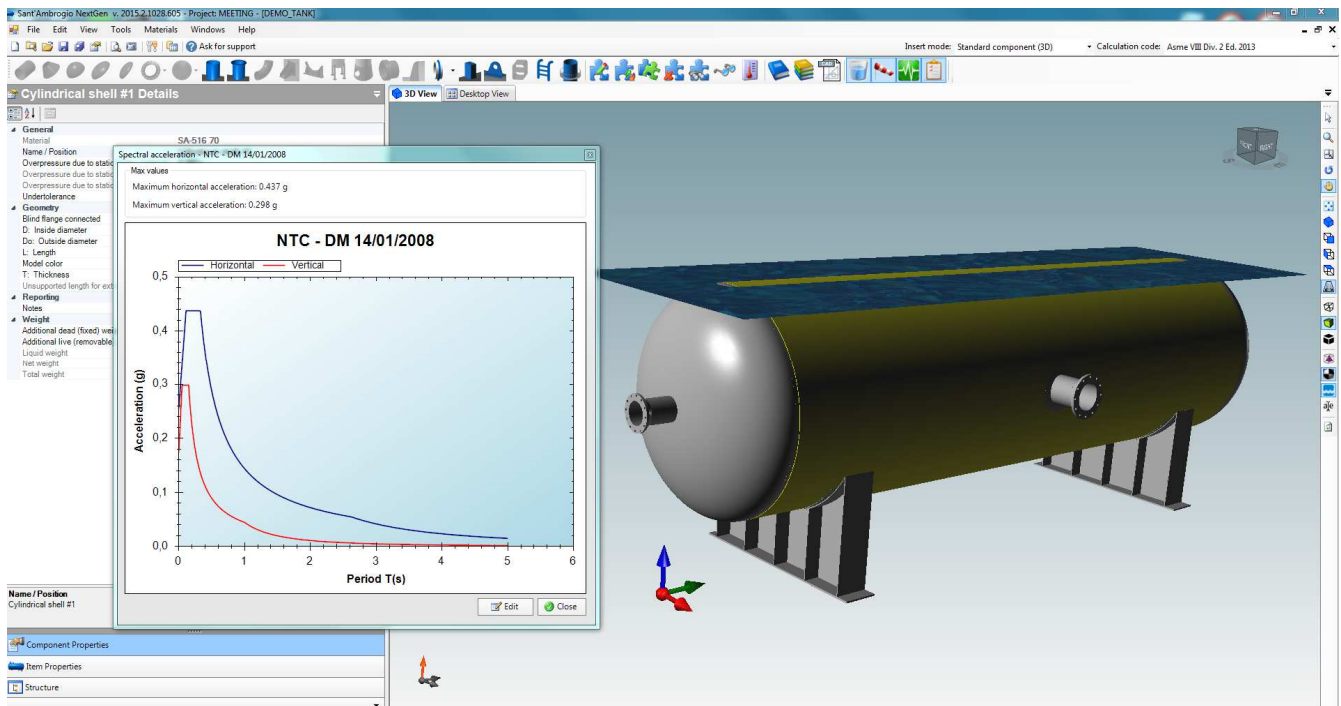 Sant'Ambrogio NextGen v. 2015.2.1028.605 - Project: MEETING - [DEMO_TANK]
File Edit View Tools Materials Windows Help
Ask for support
Insert mode: Standard component (3D)
Calculation code: Asme VIII Div. 2 Ed. 2013
Cylindrical shell #1 Details
3D View
Desktop View
General
Material SA-516 70
Name / Position
Overpressure due to static
Overpressure due to static
Overpressure due to static
Undertolerance
Geometry
Blind flange connected
D: Inside diameter
Do: Outside diameter
L: Length
Model color
T: Thickness
Unsupported length for ext
Reporting
Notes
Weight
Additional dead (fixed) wei
Additional live (removable
Liquid weight
Net weight
Total weight
Spectral acceleration - NTC - DM 14/01/2008
Max values
Maximum horizontal acceleration: 0.437 g
Maximum vertical acceleration: 0.298 g
NTC - DM 14/01/2008
Horizontal Vertical
Acceleration (g)
0,5
0,4
0,3
0,2
0,1
0,0
0 1 2 3 4 5 6
Period T(s)
Edit
Close
FRONT RIGHT
Name / Position
Cylindrical shell #1
Component Properties
Item Properties
Structure